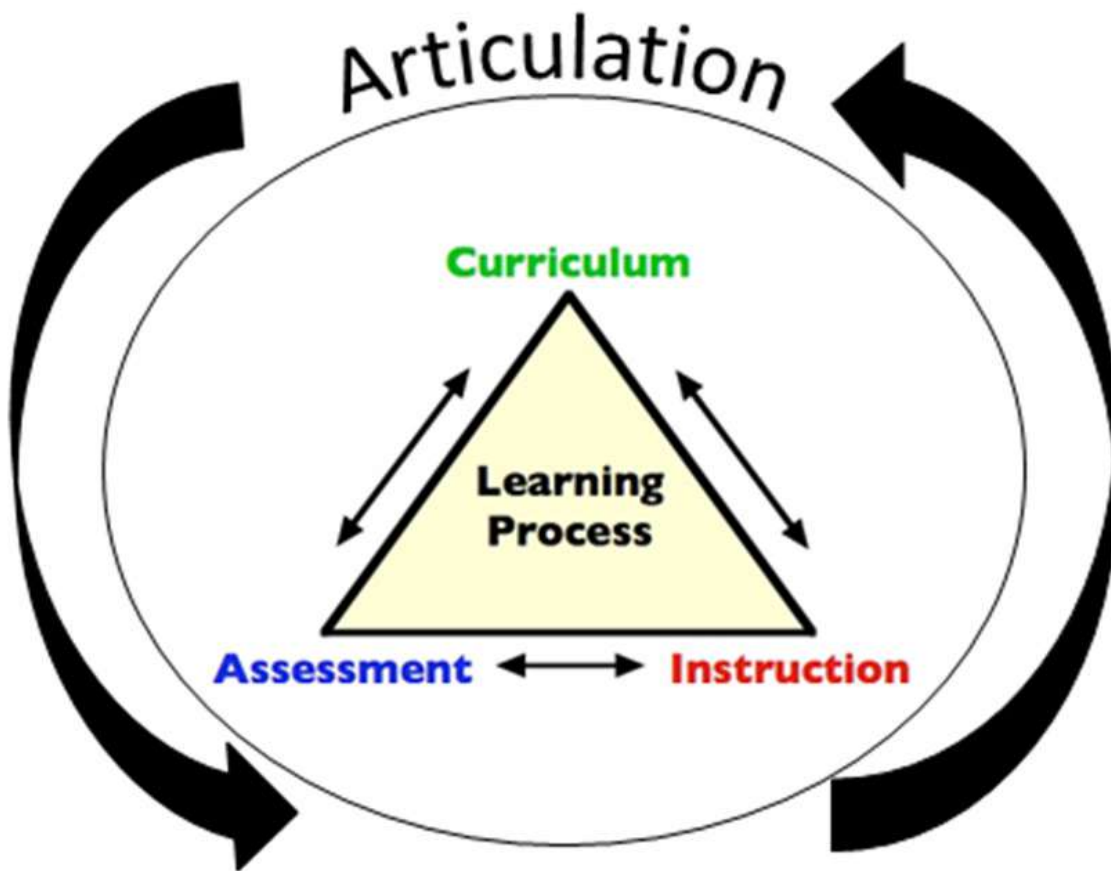 Articulation
Curriculum
Learning
Process
Assessment
Instruction